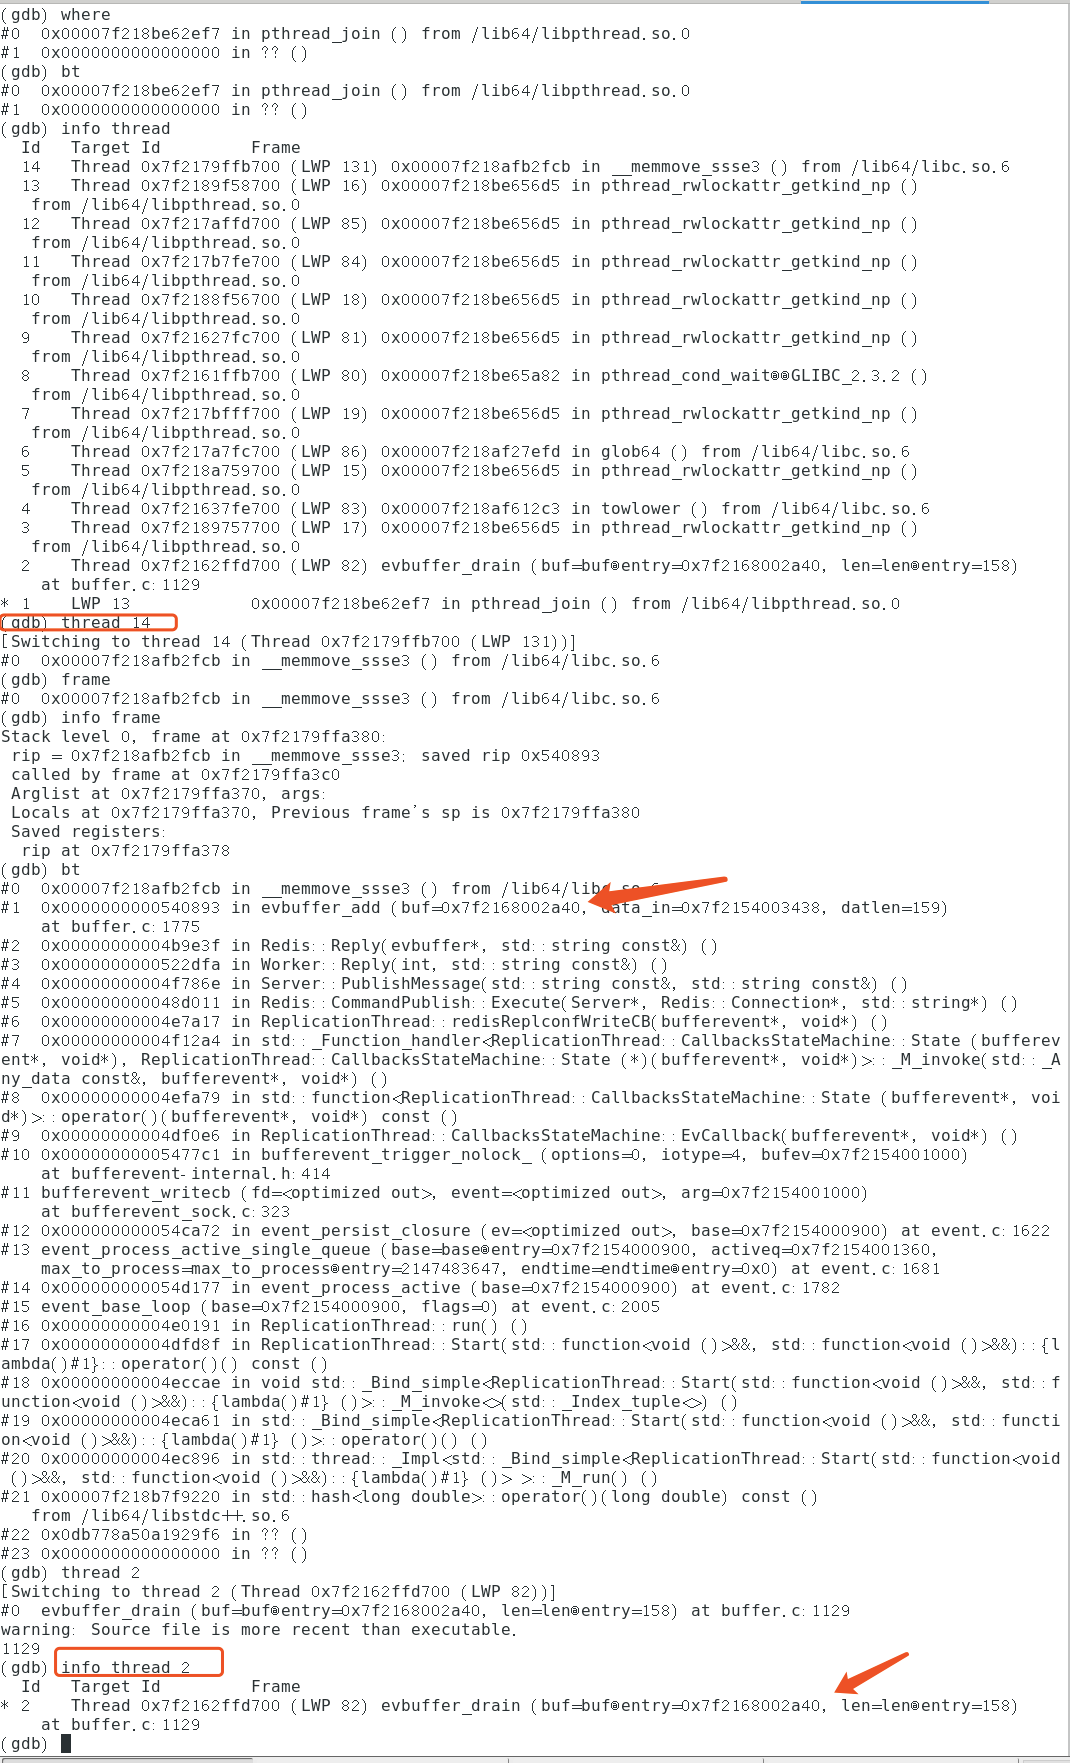 (gdb) where
#0  0x00007f218be62ef7 in pthread_join () from /lib64/libpthread.so.0
#1  0x0000000000000000 in ?? ()
(gdb) bt
#0  0x00007f218be62ef7 in pthread_join () from /lib64/libpthread.so.0
#1  0x0000000000000000 in ?? ()
(gdb) info thread
  Id   Target Id         Frame
  14   Thread 0x7f2179ffb700 (LWP 131) 0x00007f218afb2fcb in __memmove_ssse3 () from /lib64/libc.so.6
  13   Thread 0x7f2189f58700 (LWP 16) 0x00007f218be656d5 in pthread_rwlockattr_getkind_np ()
   from /lib64/libpthread.so.0
  12   Thread 0x7f217affd700 (LWP 85) 0x00007f218be656d5 in pthread_rwlockattr_getkind_np ()
   from /lib64/libpthread.so.0
  11   Thread 0x7f217b7fe700 (LWP 84) 0x00007f218be656d5 in pthread_rwlockattr_getkind_np ()
   from /lib64/libpthread.so.0
  10   Thread 0x7f2188f56700 (LWP 18) 0x00007f218be656d5 in pthread_rwlockattr_getkind_np ()
   from /lib64/libpthread.so.0
  9    Thread 0x7f21627fc700 (LWP 81) 0x00007f218be656d5 in pthread_rwlockattr_getkind_np ()
   from /lib64/libpthread.so.0
  8    Thread 0x7f2161ffb700 (LWP 80) 0x00007f218be65a82 in pthread_cond_wait@@GLIBC_2.3.2 ()
   from /lib64/libpthread.so.0
  7    Thread 0x7f217bfff700 (LWP 19) 0x00007f218be656d5 in pthread_rwlockattr_getkind_np ()
   from /lib64/libpthread.so.0
  6    Thread 0x7f217a7fc700 (LWP 86) 0x00007f218af27efd in glob64 () from /lib64/libc.so.6
  5    Thread 0x7f218a759700 (LWP 15) 0x00007f218be656d5 in pthread_rwlockattr_getkind_np ()
   from /lib64/libpthread.so.0
  4    Thread 0x7f21637fe700 (LWP 83) 0x00007f218af612c3 in towlower () from /lib64/libc.so.6
  3    Thread 0x7f2189757700 (LWP 17) 0x00007f218be656d5 in pthread_rwlockattr_getkind_np ()
   from /lib64/libpthread.so.0
  2    Thread 0x7f2162ffd700 (LWP 82) evbuffer_drain (buf=buf@entry=0x7f2168002a40, len=len@entry=158)
    at buffer.c:1129
* 1    LWP 13            0x00007f218be62ef7 in pthread_join () from /lib64/libpthread.so.0
(gdb) thread 14
[Switching to thread 14 (Thread 0x7f2179ffb700 (LWP 131))]
#0  0x00007f218afb2fcb in __memmove_ssse3 () from /lib64/libc.so.6
(gdb) frame
#0  0x00007f218afb2fcb in __memmove_ssse3 () from /lib64/libc.so.6
(gdb) info frame
Stack level 0, frame at 0x7f2179ffa380:
 rip = 0x7f218afb2fcb in __memmove_ssse3; saved rip 0x540893
 called by frame at 0x7f2179ffa3c0
 Arglist at 0x7f2179ffa370, args:
 Locals at 0x7f2179ffa370, Previous frame's sp is 0x7f2179ffa380
 Saved registers:
  rip at 0x7f2179ffa378
(gdb) bt
#0  0x00007f218afb2fcb in __memmove_ssse3 () from /lib64/libc.so.6
#1  0x0000000000540893 in evbuffer_add (buf=0x7f2168002a40, data_in=0x7f2154003438, datlen=159)
    at buffer.c:1775
#2  0x00000000004b9e3f in Redis::Reply(evbuffer*, std::string const&) ()
#3  0x0000000000522dfa in Worker::Reply(int, std::string const&) ()
#4  0x00000000004f786e in Server::PublishMessage(std::string const&, std::string const&) ()
#5  0x000000000048d011 in Redis::CommandPublish::Execute(Server*, Redis::Connection*, std::string*) ()
#6  0x00000000004e7a17 in ReplicationThread::redisReplconfWriteCB(bufferevent*, void*) ()
#7  0x00000000004f12a4 in std::_Function_handler<ReplicationThread::CallbacksStateMachine::State (bufferev
ent*, void*), ReplicationThread::CallbacksStateMachine::State (*)(bufferevent*, void*)>::_M_invoke(std::_A
ny_data const&, bufferevent*, void*) ()
#8  0x00000000004efa79 in std::function<ReplicationThread::CallbacksStateMachine::State (bufferevent*, voi
d*)>::operator()(bufferevent*, void*) const ()
#9  0x00000000004df0e6 in ReplicationThread::CallbacksStateMachine::EvCallback(bufferevent*, void*) ()
#10 0x00000000005477c1 in bufferevent_trigger_nolock_ (options=0, iotype=4, bufev=0x7f2154001000)
    at bufferevent-internal.h:414
#11 bufferevent_writecb (fd=<optimized out>, event=<optimized out>, arg=0x7f2154001000)
    at bufferevent_sock.c:323
#12 0x000000000054ca72 in event_persist_closure (ev=<optimized out>, base=0x7f2154000900) at event.c:1622
#13 event_process_active_single_queue (base=base@entry=0x7f2154000900, activeq=0x7f2154001360,
    max_to_process=max_to_process@entry=2147483647, endtime=endtime@entry=0x0) at event.c:1681
#14 0x000000000054d177 in event_process_active (base=0x7f2154000900) at event.c:1782
#15 event_base_loop (base=0x7f2154000900, flags=0) at event.c:2005
#16 0x00000000004e0191 in ReplicationThread::run() ()
#17 0x00000000004dfd8f in ReplicationThread::Start(std::function<void ()>&&, std::function<void ()>&&)::{l
ambda()#1}::operator()() const ()
#18 0x00000000004eccae in void std::_Bind_simple<ReplicationThread::Start(std::function<void ()>&&, std::f
unction<void ()>&&)::{lambda()#1} ()>::_M_invoke<>(std::_Index_tuple<>) ()
#19 0x00000000004eca61 in std::_Bind_simple<ReplicationThread::Start(std::function<void ()>&&, std::functi
on<void ()>&&)::{lambda()#1} ()>::operator()() ()
#20 0x00000000004ec896 in std::thread::_Impl<std::_Bind_simple<ReplicationThread::Start(std::function<void
 ()>&&, std::function<void ()>&&)::{lambda()#1} ()> >::_M_run() ()
#21 0x00007f218b7f9220 in std::hash<long double>::operator()(long double) const ()
   from /lib64/libstdc++.so.6
#22 0x0db778a50a1929f6 in ?? ()
#23 0x0000000000000000 in ?? ()
(gdb) thread 2
[Switching to thread 2 (Thread 0x7f2162ffd700 (LWP 82))]
#0  evbuffer_drain (buf=buf@entry=0x7f2168002a40, len=len@entry=158) at buffer.c:1129
warning: Source file is more recent than executable.
1129
(gdb) info thread 2
  Id   Target Id         Frame
* 2    Thread 0x7f2162ffd700 (LWP 82) evbuffer_drain (buf=buf@entry=0x7f2168002a40, len=len@entry=158)
    at buffer.c:1129
(gdb)